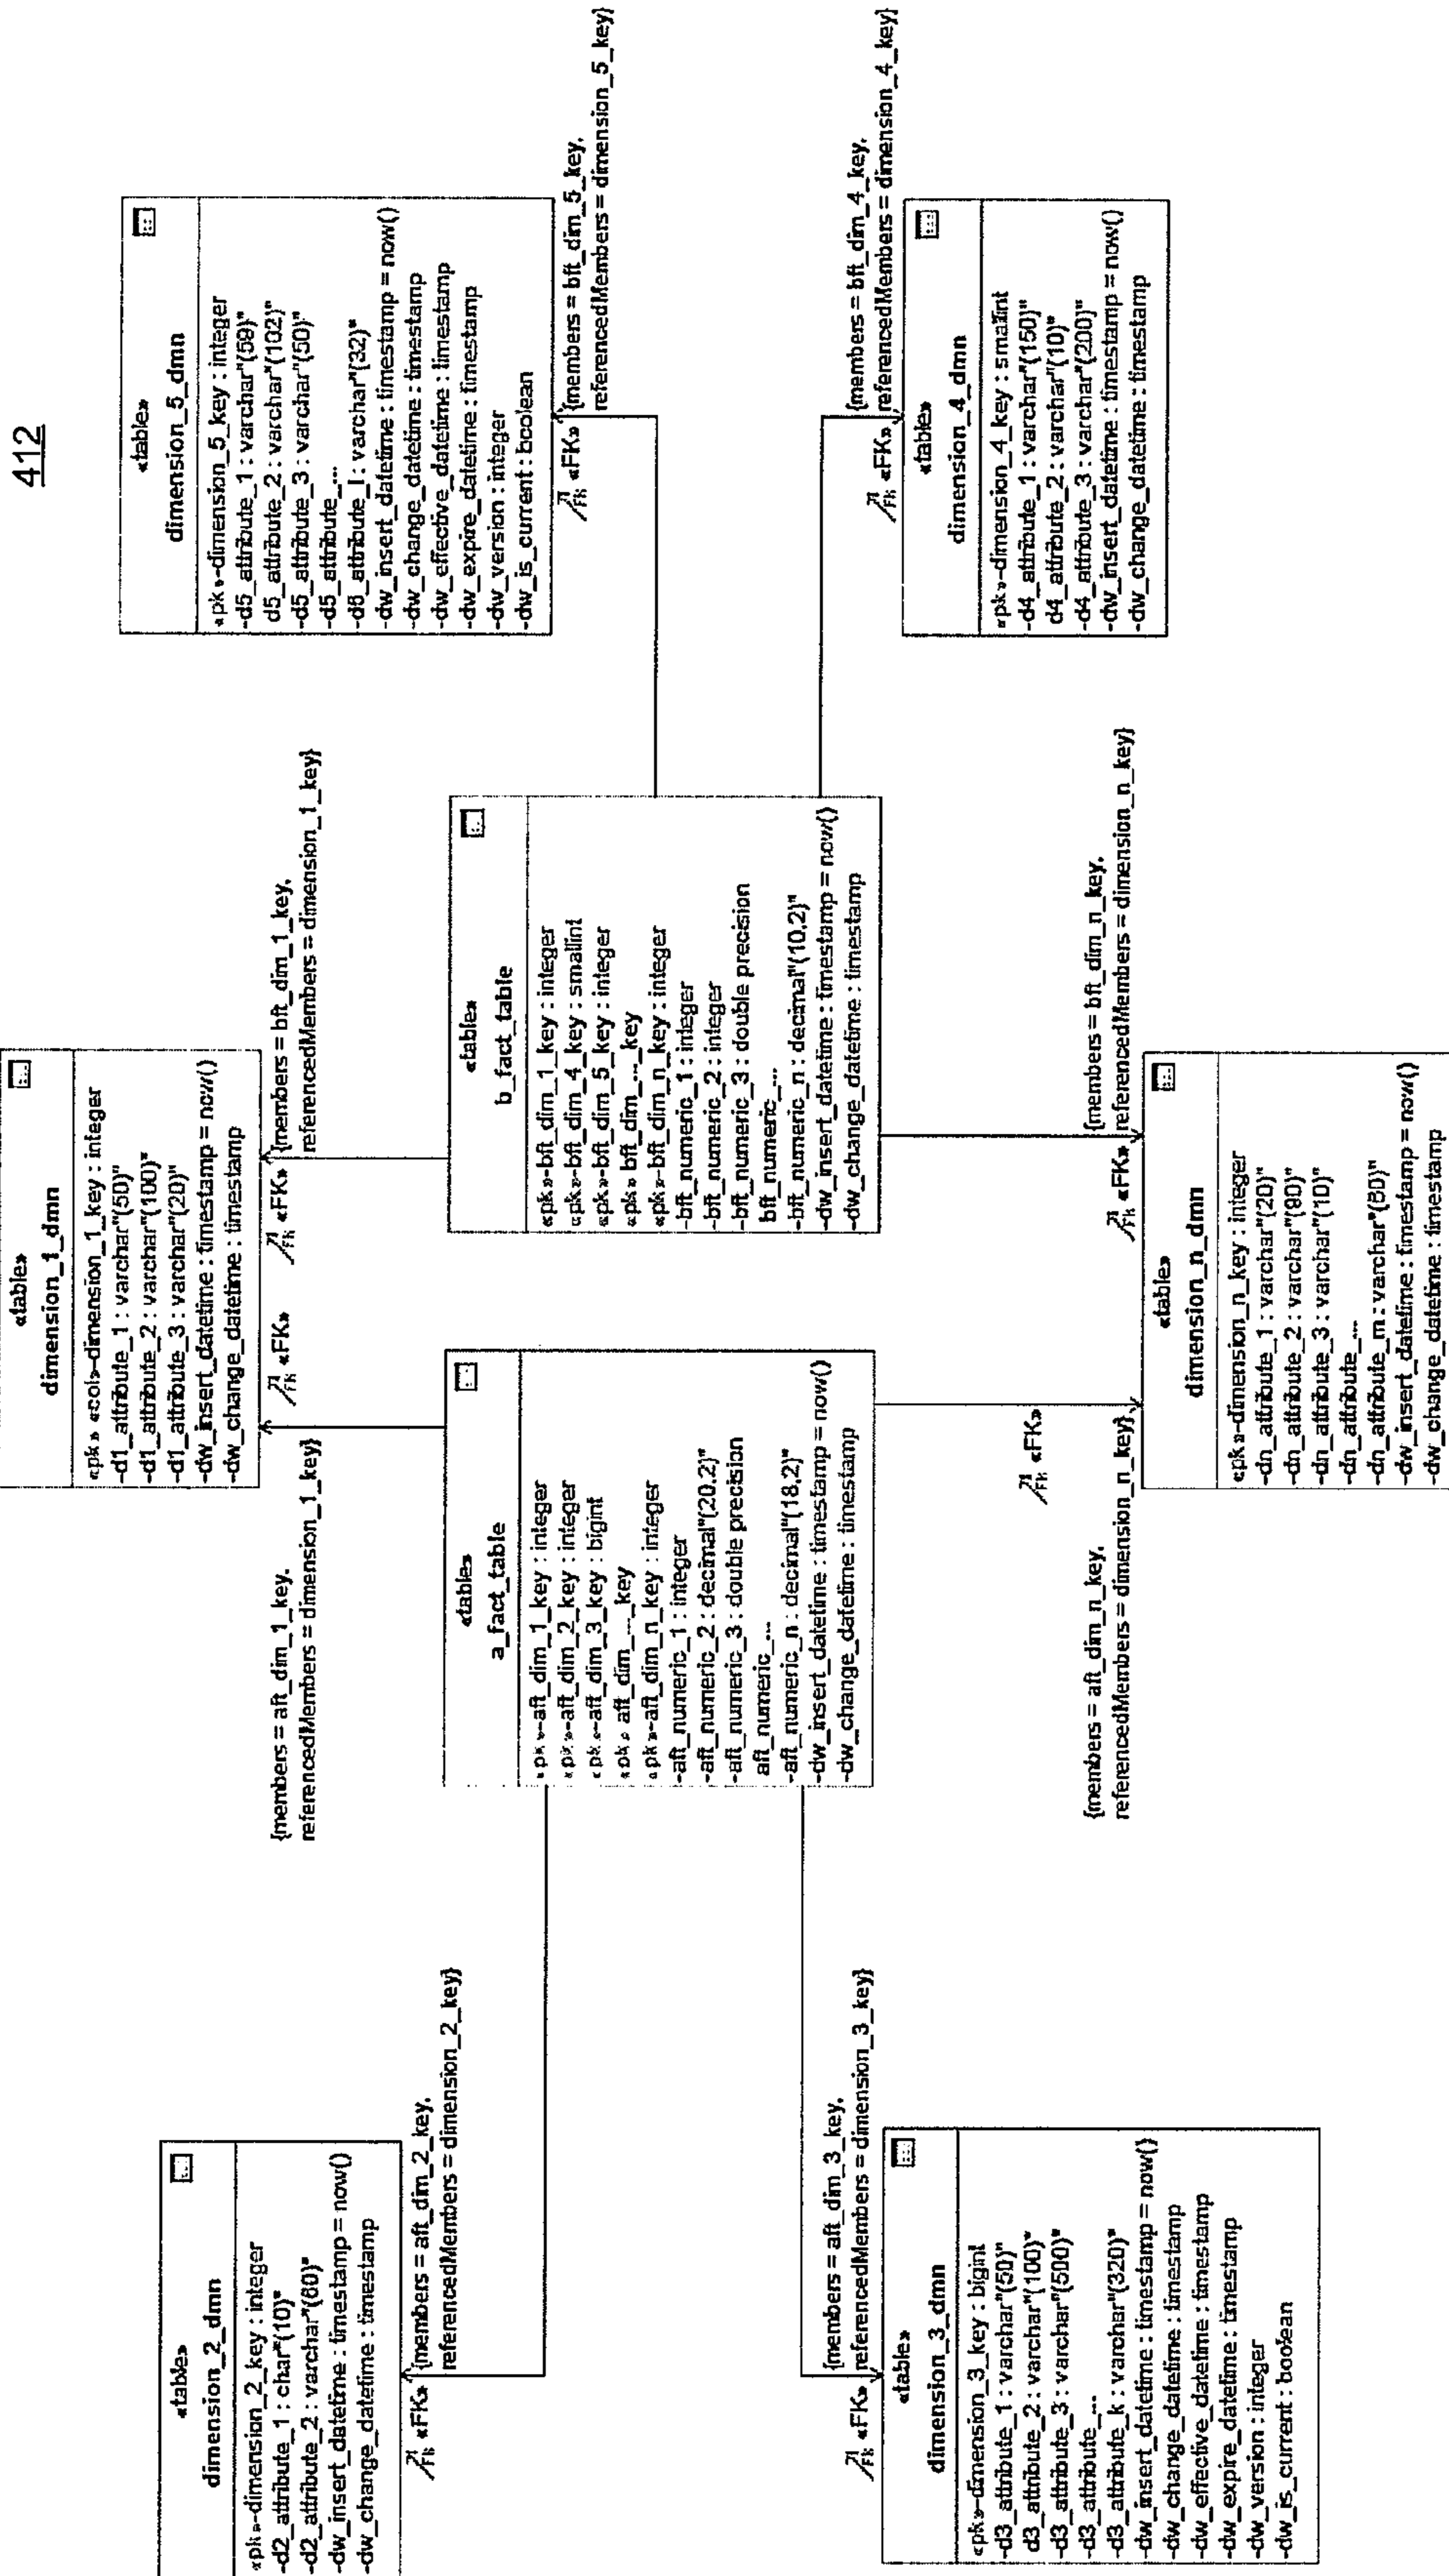 412
«table»
dimension_2_dmn
«pk»-dimension_2_key : integer
-d2_attribute_1 : char"(10)"
-d2_attribute_2 : varchar"(60)"
-dw_insert_datetime : timestamp = now()
-dw_change_datetime : timestamp
«FK»
{members = aft_dim_2_key,
referencedMembers = dimension_2_key}
«table»
dimension_1_dmn
«pk» «col»-dimension_1_key : integer
-d1_attribute_1 : varchar"(50)"
-d1_attribute_2 : varchar"(100)"
-d1_attribute_3 : varchar"(20)"
-dw_insert_datetime : timestamp = now()
-dw_change_datetime : timestamp
{members = aft_dim_1_key,
referencedMembers = dimension_1_key}
«FK»
«FK»
{members = bft_dim_1_key,
referencedMembers = dimension_1_key}
«table»
dimension_5_dmn
«pk»-dimension_5_key : integer
-d5_attribute_1 : varchar"(59)"
d5_attribute_2 : varchar"(102)"
-d5_attribute_3 : varchar"(50)"
-d5_attribute_...
-d6_attribute_l : varchar"(32)"
-dw_insert_datetime : timestamp = now()
-dw_change_datetime : timestamp
-dw_effective_datetime : timestamp
-dw_expire_datetime : timestamp
-dw_version : integer
-dw_is_current : boolean
«FK»
{members = bft_dim_5_key,
referencedMembers = dimension_5_key}
«table»
a_fact_table
«pk»-aft_dim_1_key : integer
«pk»-aft_dim_2_key : integer
«pk»-aft_dim_3_key : bigint
«pk» aft_dim_..._key
«pk»-aft_dim_n_key : integer
-aft_numeric_1 : integer
-aft_numeric_2 : decimal"(20,2)"
-aft_numeric_3 : double precision
aft_numeric_...
-aft_numeric_n : decimal"(18,2)"
-dw_insert_datetime : timestamp = now()
-dw_change_datetime : timestamp
«table»
b_fact_table
«pk»-bft_dim_1_key : integer
«pk»-bft_dim_4_key : smallint
«pk»-bft_dim_5_key : integer
«pk» bft_dim_..._key
«pk»-bft_dim_n_key : integer
-bft_numeric_1 : integer
-bft_numeric_2 : integer
-bft_numeric_3 : double precision
bft_numeric_...
-bft_numeric_n : decimal"(10,2)"
-dw_insert_datetime : timestamp = now()
-dw_change_datetime : timestamp
«FK»
{members = aft_dim_3_key,
referencedMembers = dimension_3_key}
«table»
dimension_3_dmn
«pk»-dimension_3_key : bigint
-d3_attribute_1 : varchar"(50)"
d3_attribute_2 : varchar"(100)"
-d3_attribute_3 : varchar"(500)"
-d3_attribute_...
-d3_attribute_k : varchar"(320)"
-dw_insert_datetime : timestamp = now()
-dw_change_datetime : timestamp
-dw_effective_datetime : timestamp
-dw_expire_datetime : timestamp
-dw_version : integer
-dw_is_current : boolean
{members = aft_dim_n_key,
referencedMembers = dimension_n_key}
«FK»
«FK»
{members = bft_dim_n_key,
referencedMembers = dimension_n_key}
«table»
dimension_n_dmn
«pk»-dimension_n_key : integer
-dn_attribute_1 : varchar"(20)"
-dn_attribute_2 : varchar"(90)"
-dn_attribute_3 : varchar"(10)"
-dn_attribute_...
-dn_attribute_m : varchar"(60)"
-dw_insert_datetime : timestamp = now()
-dw_change_datetime : timestamp
«FK»
{members = bft_dim_4_key,
referencedMembers = dimension_4_key}
«table»
dimension_4_dmn
«pk»-dimension_4_key : smallint
-d4_attribute_1 : varchar"(150)"
d4_attribute_2 : varchar"(10)"
-d4_attribute_3 : varchar"(200)"
-dw_insert_datetime : timestamp = now()
-dw_change_datetime : timestamp